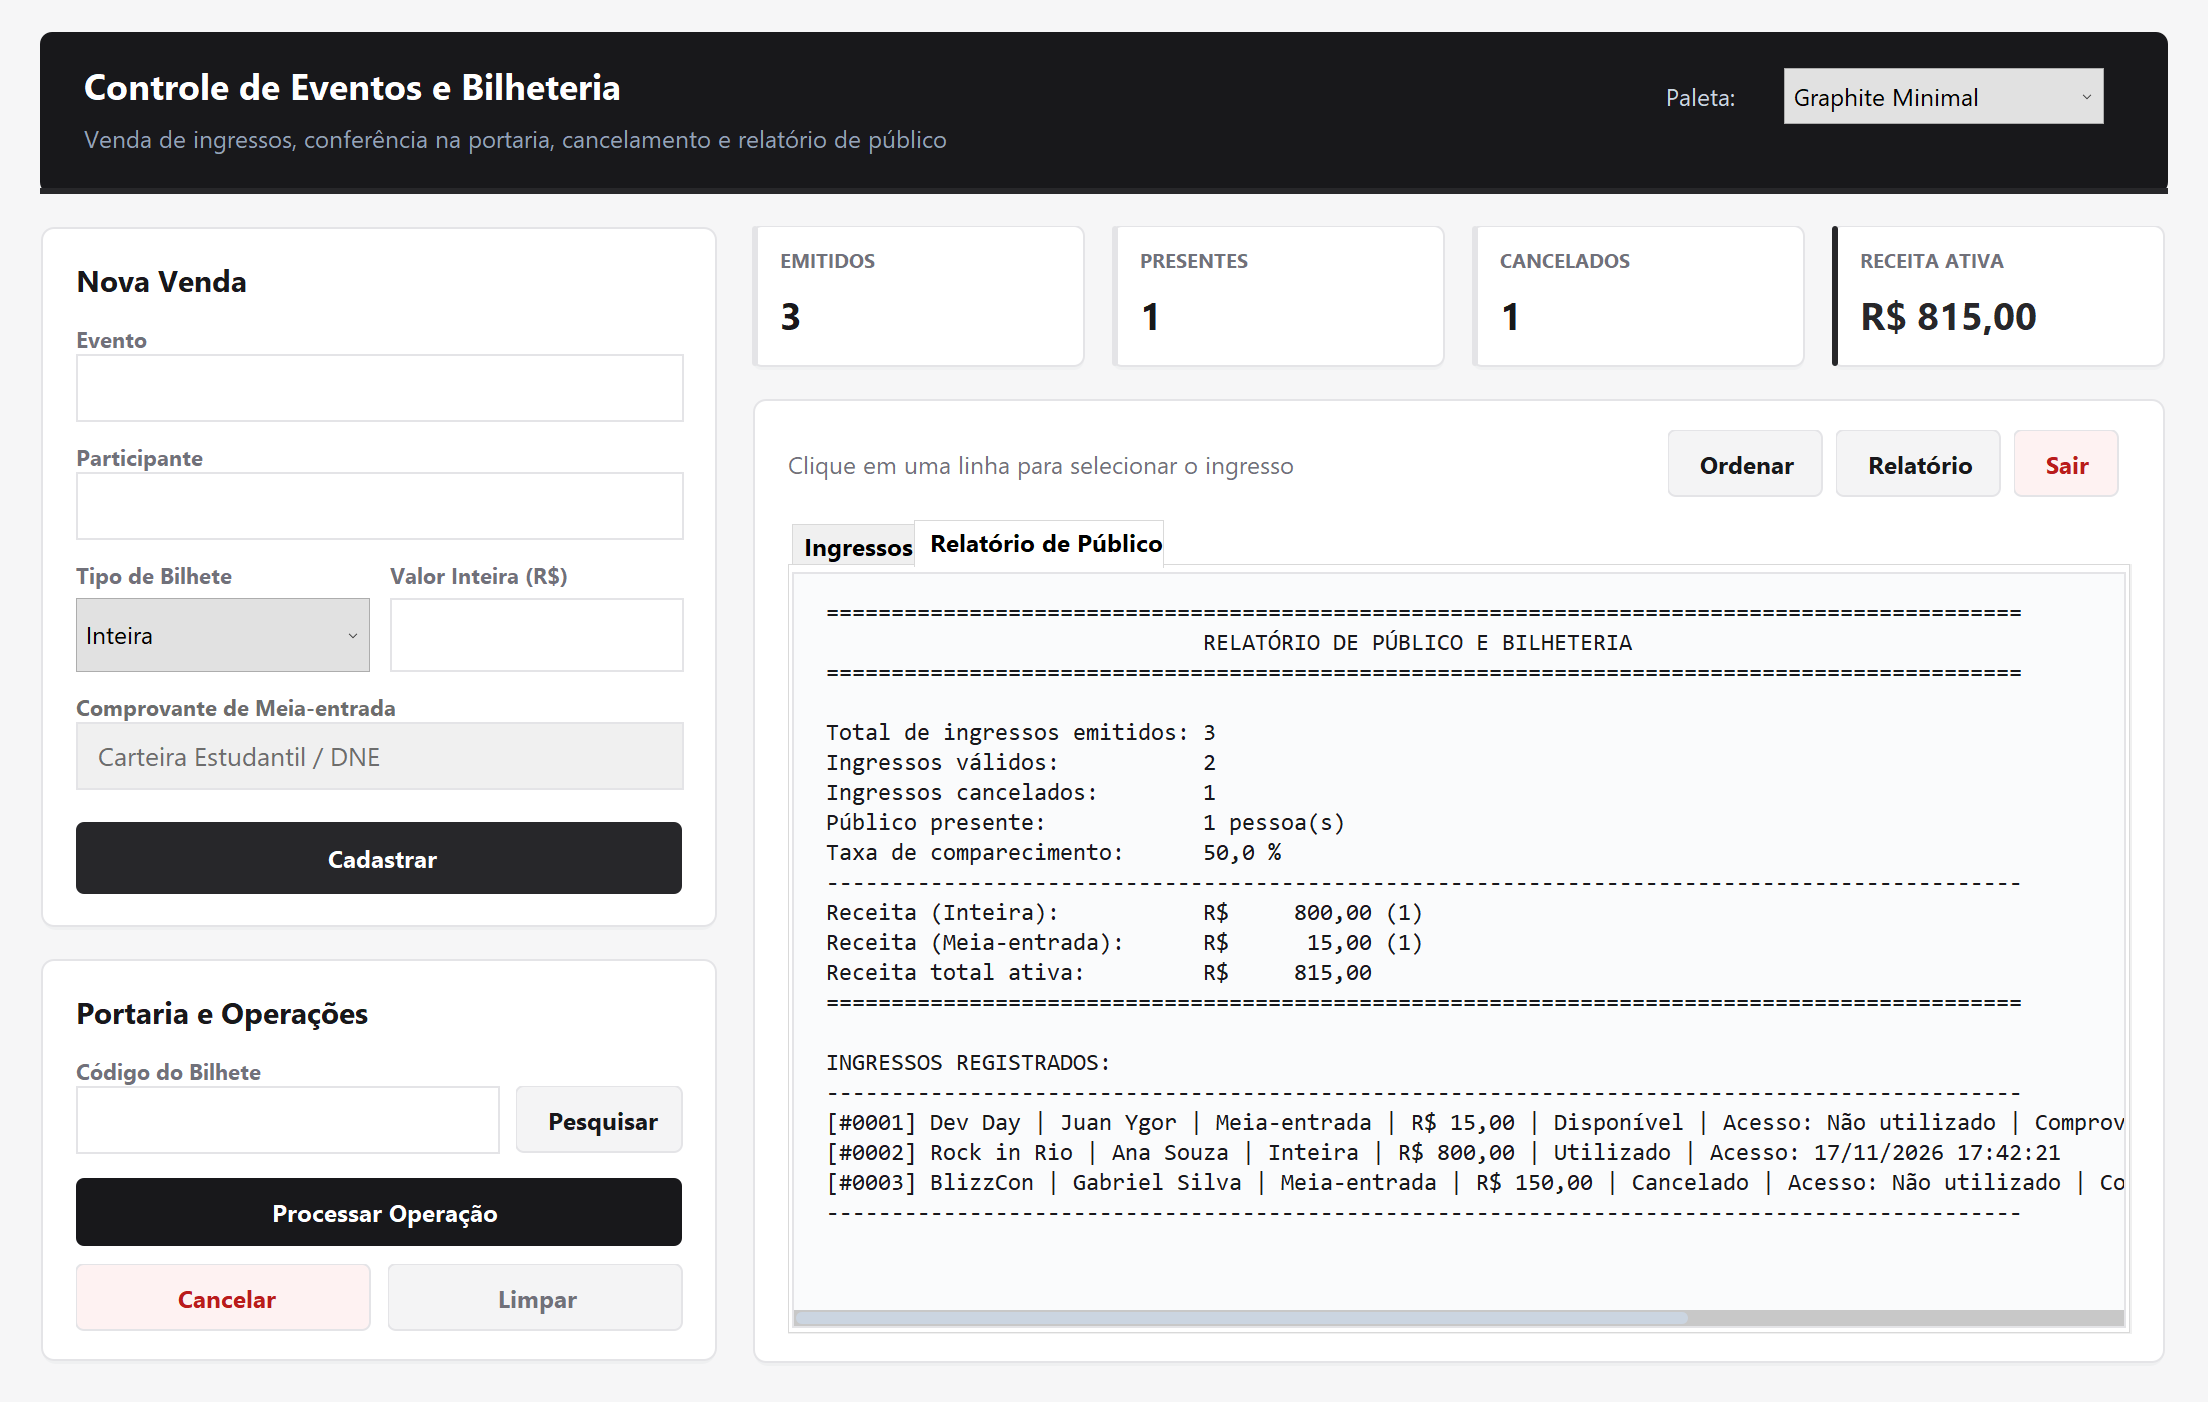 Controle de Eventos e Bilheteria
Venda de ingressos, conferência na portaria, cancelamento e relatório de público
Paleta:
Graphite Minimal
Nova Venda
Evento
Participante
Tipo de Bilhete
Valor Inteira (R$)
Inteira
Comprovante de Meia-entrada
Carteira Estudantil / DNE
Cadastrar
Portaria e Operações
Código do Bilhete
Pesquisar
Processar Operação
Cancelar
Limpar
EMITIDOS
3
PRESENTES
1
CANCELADOS
1
RECEITA ATIVA
R$ 815,00
Clique em uma linha para selecionar o ingresso
Ordenar
Relatório
Sair
Ingressos
Relatório de Público
============================================================================================
RELATÓRIO DE PÚBLICO E BILHETERIA
============================================================================================
Total de ingressos emitidos: 3
Ingressos válidos: 2
Ingressos cancelados: 1
Público presente: 1 pessoa(s)
Taxa de comparecimento: 50,0 %
--------------------------------------------------------------------------------------------
Receita (Inteira): R$ 800,00 (1)
Receita (Meia-entrada): R$ 15,00 (1)
Receita total ativa: R$ 815,00
============================================================================================
INGRESSOS REGISTRADOS:
--------------------------------------------------------------------------------------------
[#0001] Dev Day | Juan Ygor | Meia-entrada | R$ 15,00 | Disponível | Acesso: Não utilizado | Comprov
[#0002] Rock in Rio | Ana Souza | Inteira | R$ 800,00 | Utilizado | Acesso: 17/11/2026 17:42:21
[#0003] BlizzCon | Gabriel Silva | Meia-entrada | R$ 150,00 | Cancelado | Acesso: Não utilizado | Co
--------------------------------------------------------------------------------------------